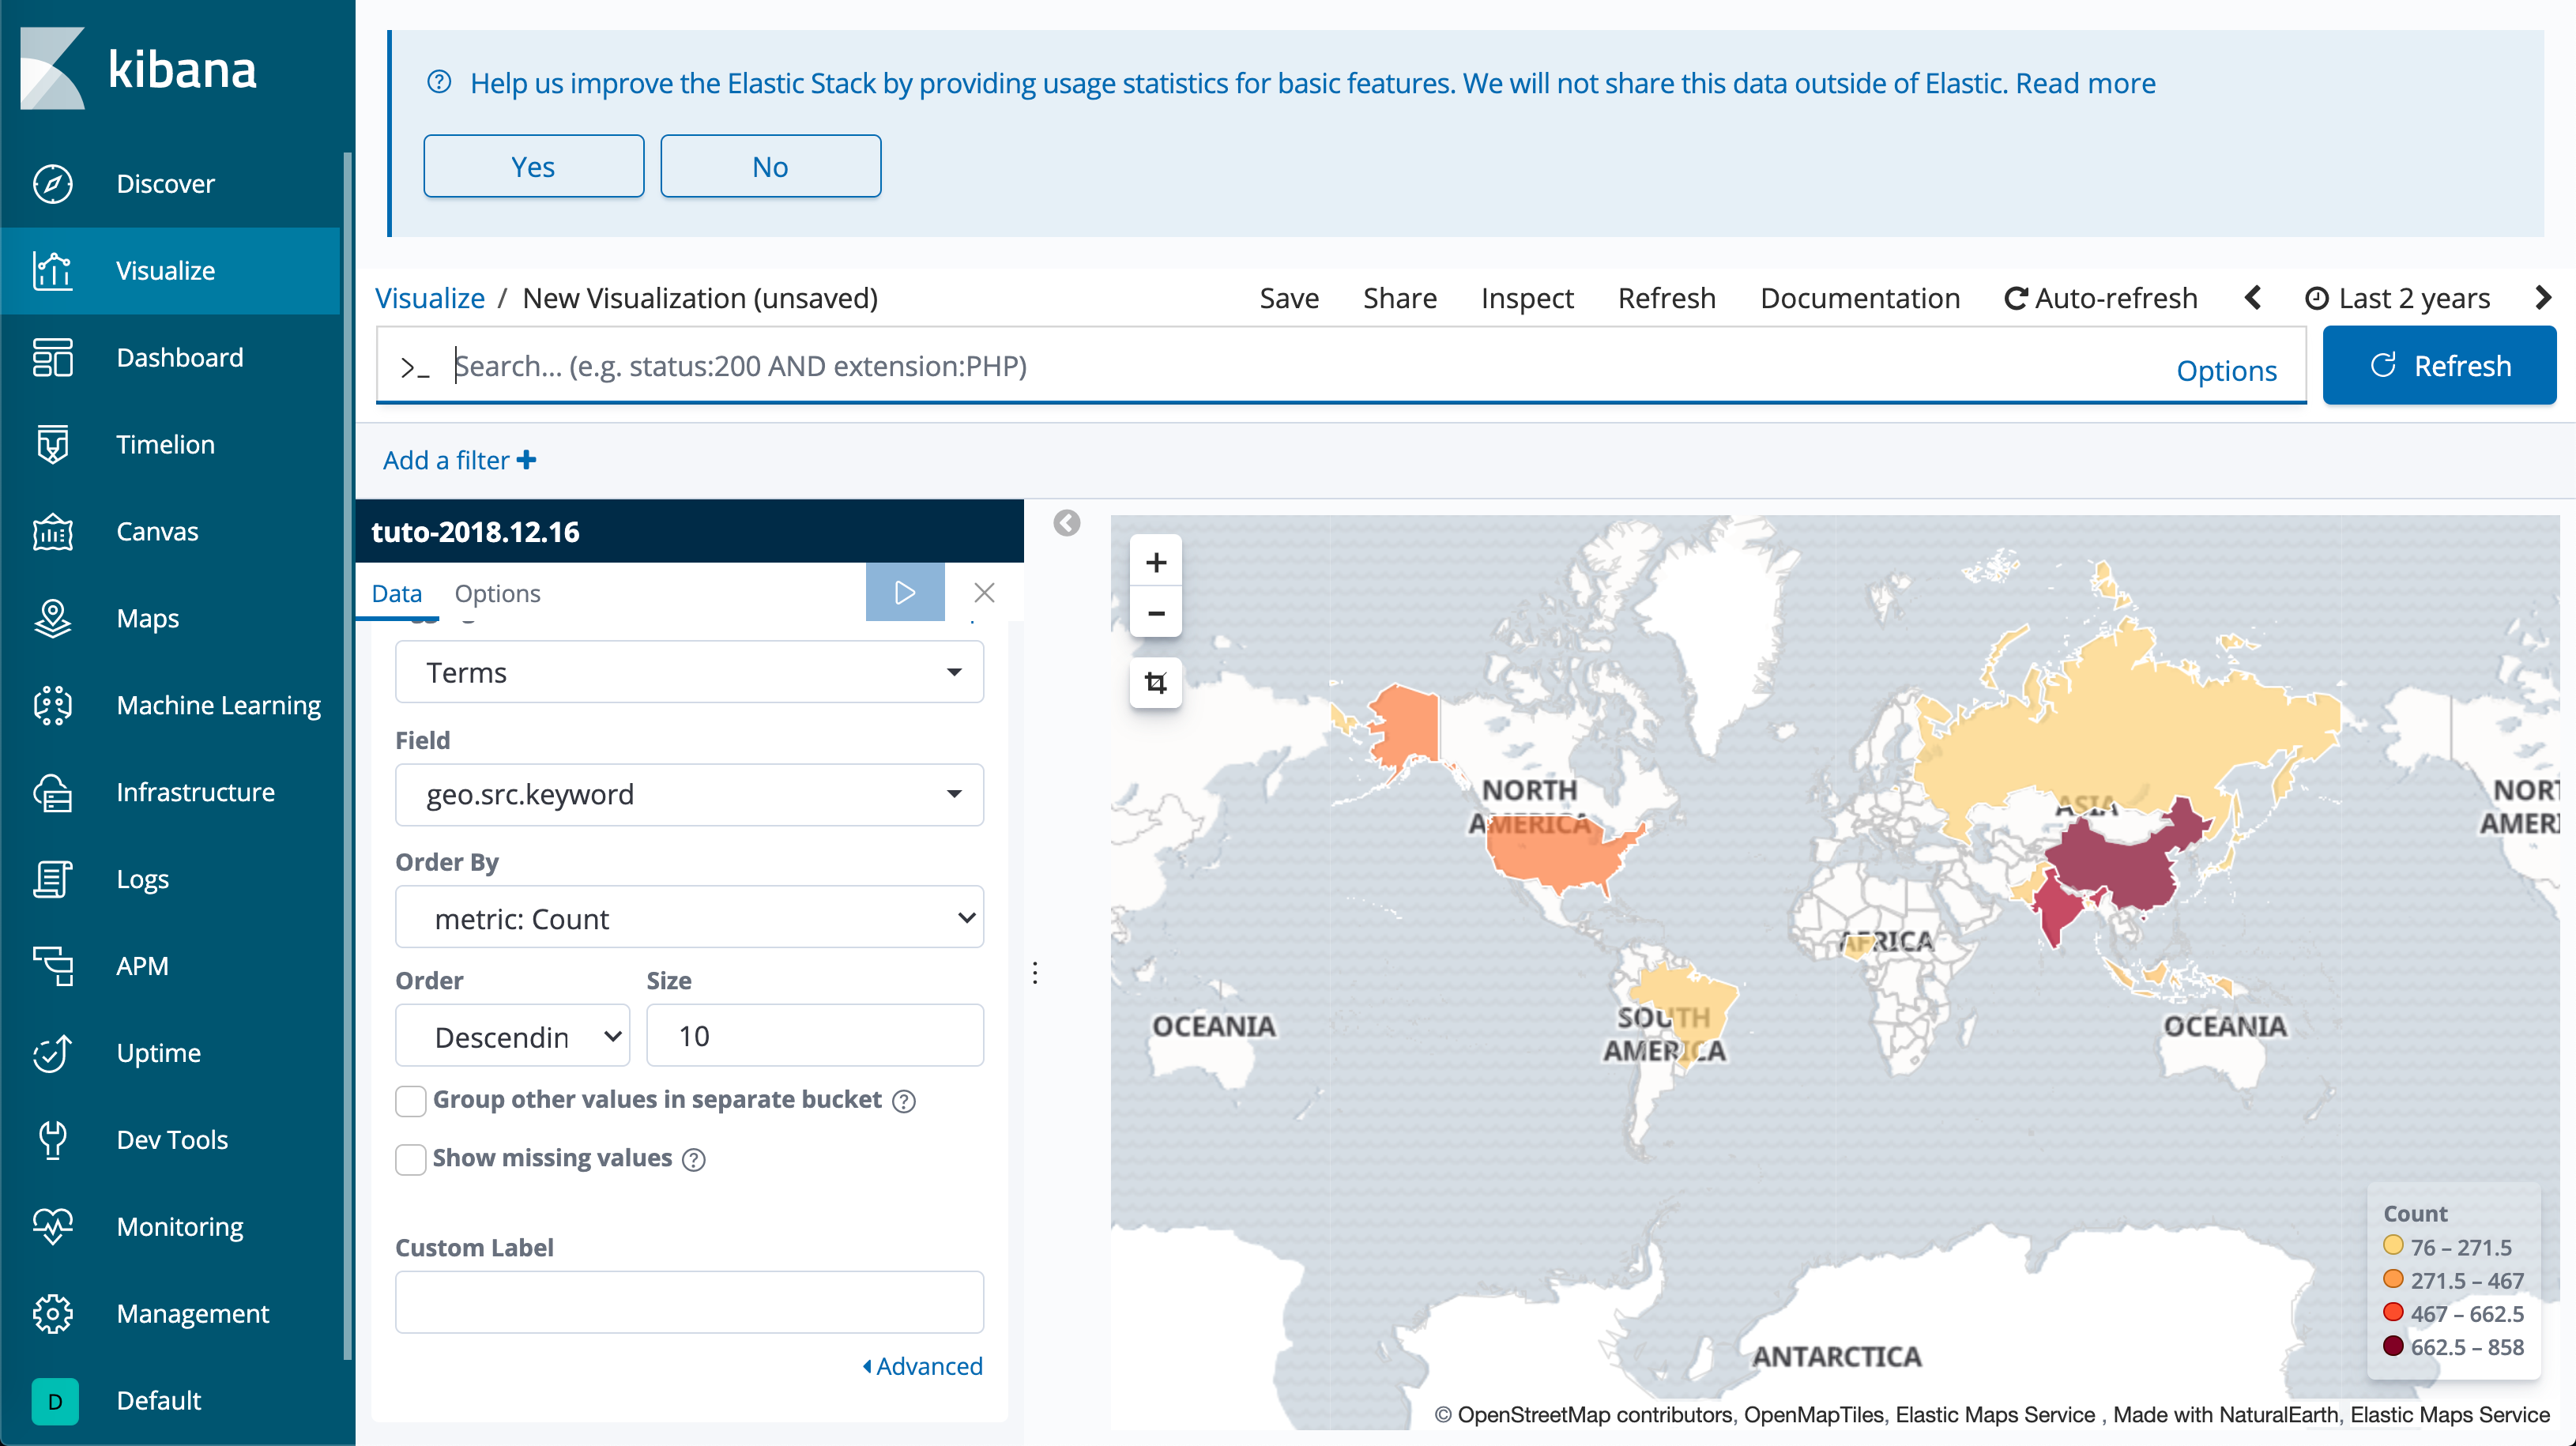 kibana
Discover
Visualize
Dashboard
Timelion
Canvas
Maps
Machine Learning
Infrastructure
Logs
APM
Uptime
Dev Tools
Monitoring
Management
D Default
Help us improve the Elastic Stack by providing usage statistics for basic features. We will not share this data outside of Elastic. Read more
Yes No
Visualize / New Visualization (unsaved) Save Share Inspect Refresh Documentation Auto-refresh Last 2 years
>_ Search... (e.g. status:200 AND extension:PHP) Options Refresh
Add a filter +
tuto-2018.12.16
Data Options
Terms
Field
geo.src.keyword
Order By
metric: Count
Order Size
Descendin 10
Group other values in separate bucket ?
Show missing values ?
Custom Label
Advanced
+
−
NORTH
AMERICA
ASIA
AFRICA
SOUTH
AMERICA
OCEANIA
OCEANIA
NORT
AMERI
ANTARCTICA
Count
76 – 271.5
271.5 – 467
467 – 662.5
662.5 – 858
© OpenStreetMap contributors, OpenMapTiles, Elastic Maps Service , Made with NaturalEarth, Elastic Maps Service